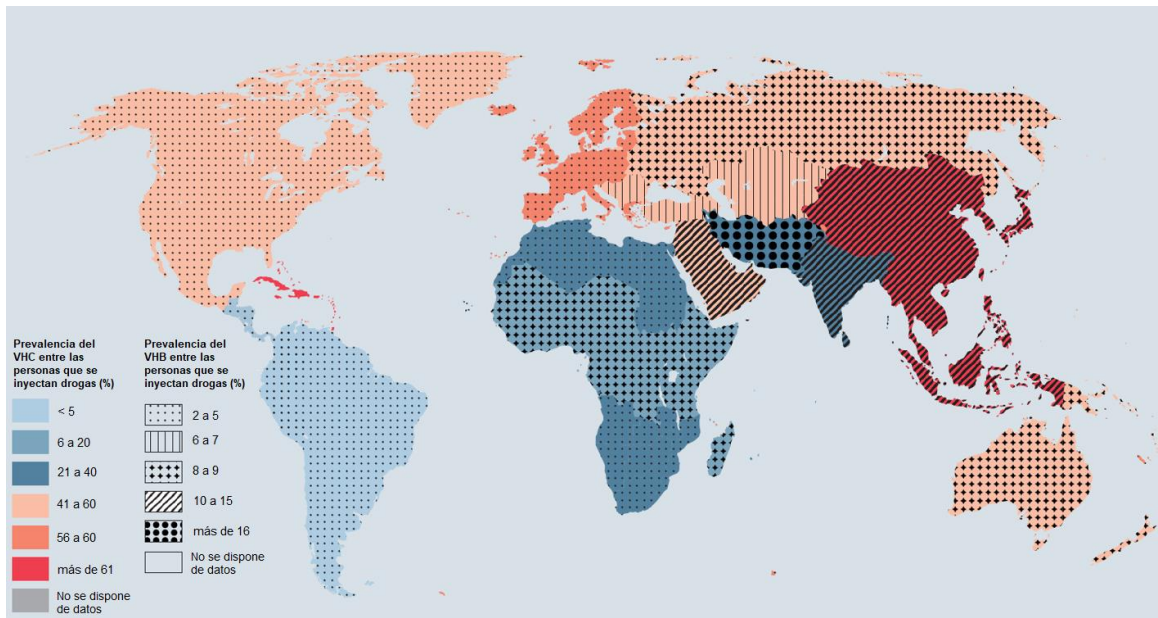 Prevalencia del
VHC entre las
personas que se
inyectan drogas (%)
< 5
6 a 20
21 a 40
41 a 60
56 a 60
más de 61
No se dispone
de datos
Prevalencia del
VHB entre las
personas que se
inyectan drogas (%)
2 a 5
6 a 7
8 a 9
10 a 15
más de 16
No se dispone
de datos